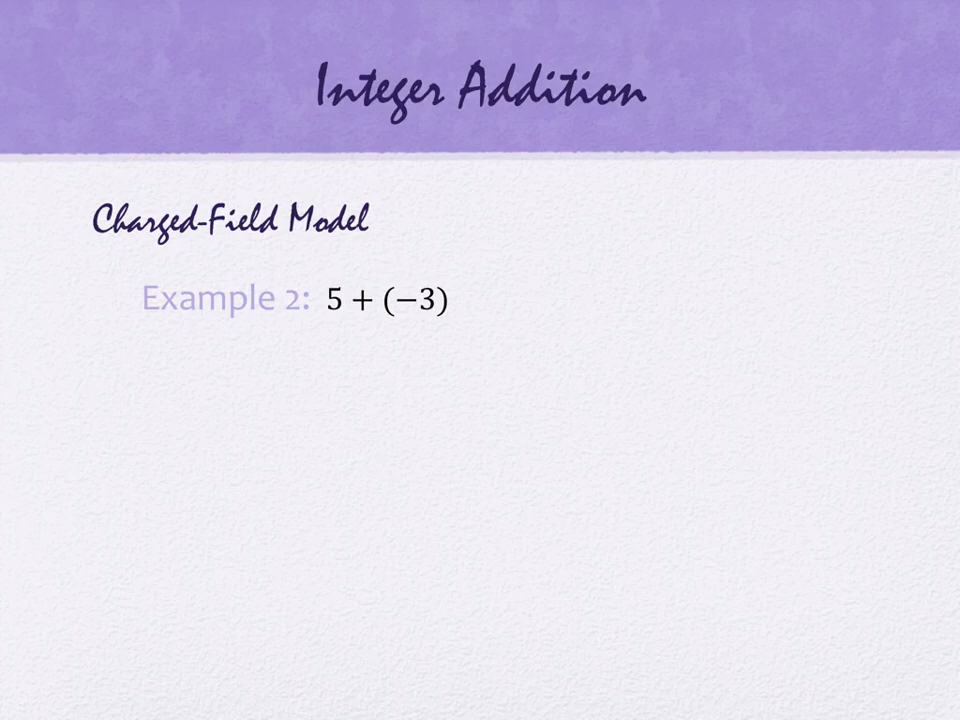 Integer Addition
Charged-Field Model
Example 2: 5 + (−3)